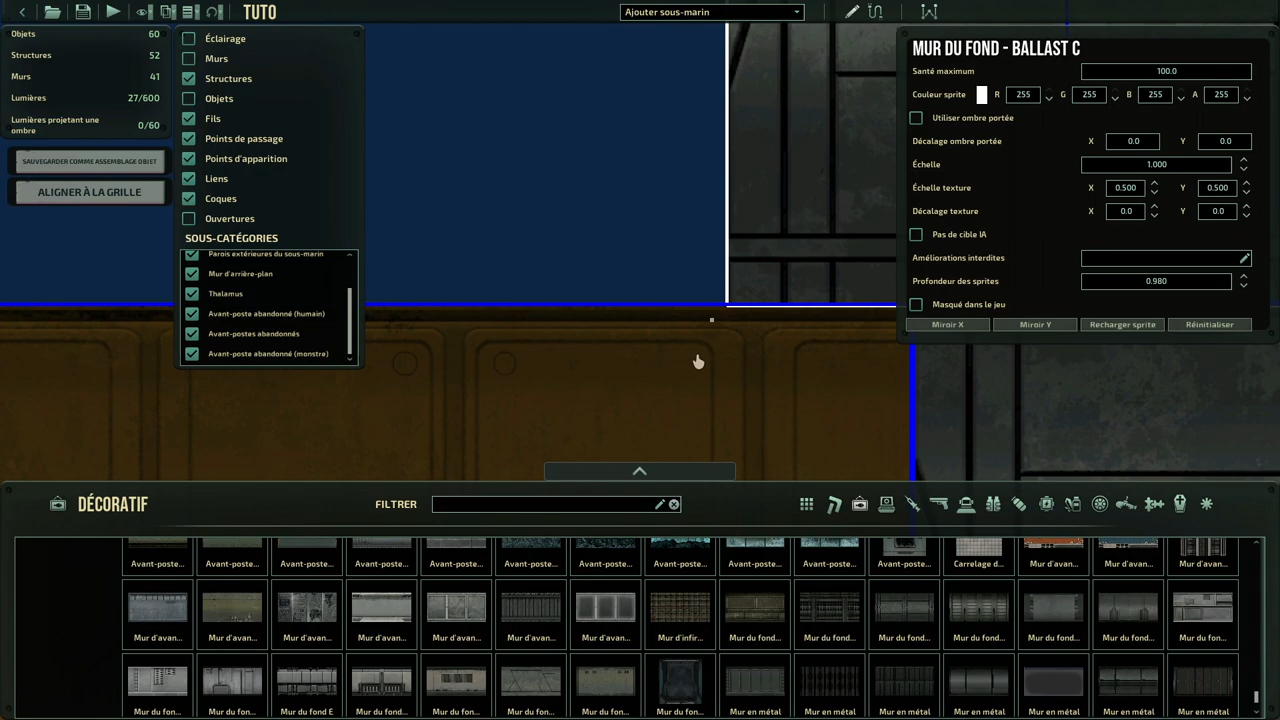 TUTO
Ajouter sous-marin
Objets 60
Structures 52
Murs 41
Lumières 27/600
Lumières projetant une ombre 0/60
SAUVEGARDER COMME ASSEMBLAGE OBJET
ALIGNER À LA GRILLE
Éclairage
Murs
Structures
Objets
Fils
Points de passage
Points d'apparition
Liens
Coques
Ouvertures
SOUS-CATÉGORIES
Parois extérieures du sous-marin
Mur d'arrière-plan
Thalamus
Avant-poste abandonné (humain)
Avant-postes abandonnés
Avant-poste abandonné (monstre)
MUR DU FOND - BALLAST C
Santé maximum 100.0
Couleur sprite R 255 G 255 B 255 A 255
Utiliser ombre portée
Décalage ombre portée X 0.0 Y 0.0
Échelle 1.000
Échelle texture X 0.500 Y 0.500
Décalage texture X 0.0 Y 0.0
Pas de cible IA
Améliorations interdites
Profondeur des sprites 0.980
Masqué dans le jeu
Miroir X Miroir Y Recharger sprite Réinitialiser
DÉCORATIF FILTRER
Avant-poste... Avant-poste... Avant-poste... Avant-poste... Avant-poste... Avant-poste... Avant-poste... Avant-poste... Avant-poste... Avant-poste... Avant-poste... Carrelage d... Mur d'avan... Mur d'avan... Mur d'avan...
Mur d'avan... Mur d'avan... Mur d'avan... Mur d'avan... Mur d'avan... Mur d'avan... Mur d'avan... Mur d'infir... Mur du fond... Mur du fond... Mur du fond... Mur du fond... Mur du fond... Mur du fond... Mur du fon...
Mur du fon... Mur du fon... Mur du fond E Mur du fon... Mur du fon... Mur du fon... Mur du fon... Mur du fon... Mur en métal Mur en métal Mur en métal Mur en métal Mur en métal Mur en métal Mur en métal